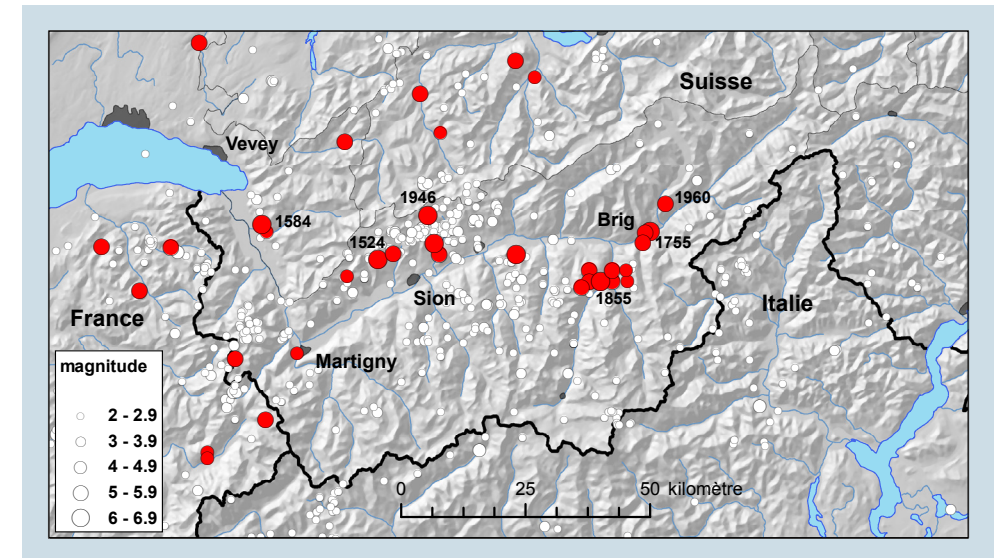 Suisse
Vevey
1946
1960
1584
Brig
1524
1755
Sion
1855
Italie
France
Martigny
magnitude
2 - 2.9
3 - 3.9
4 - 4.9
5 - 5.9
6 - 6.9
0 25 50 kilomètre